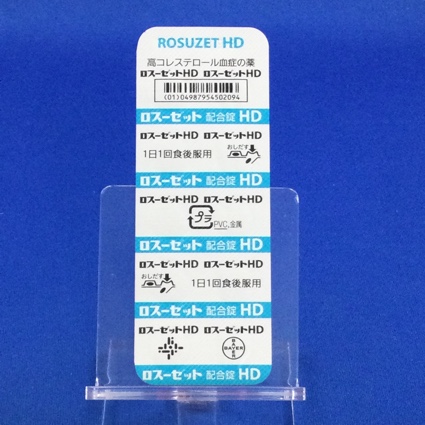 ROSUZET HD
高コレステロール血症の薬
ロスーゼットHD ロスーゼットHD
(01)04987954502094
ロスーゼット 配合錠 HD
ロスーゼットHD ロスーゼットHD
1日1回食後服用 おしだす
ロスーゼット 配合錠 HD
ロスーゼットHD ロスーゼットHD
プラ PVC,金属
ロスーゼット 配合錠 HD
ロスーゼットHD ロスーゼットHD
おしだす 1日1回食後服用
ロスーゼット 配合錠 HD
ロスーゼットHD ロスーゼットHD
BAYER
BAYER
ロスーゼット 配合錠 HD